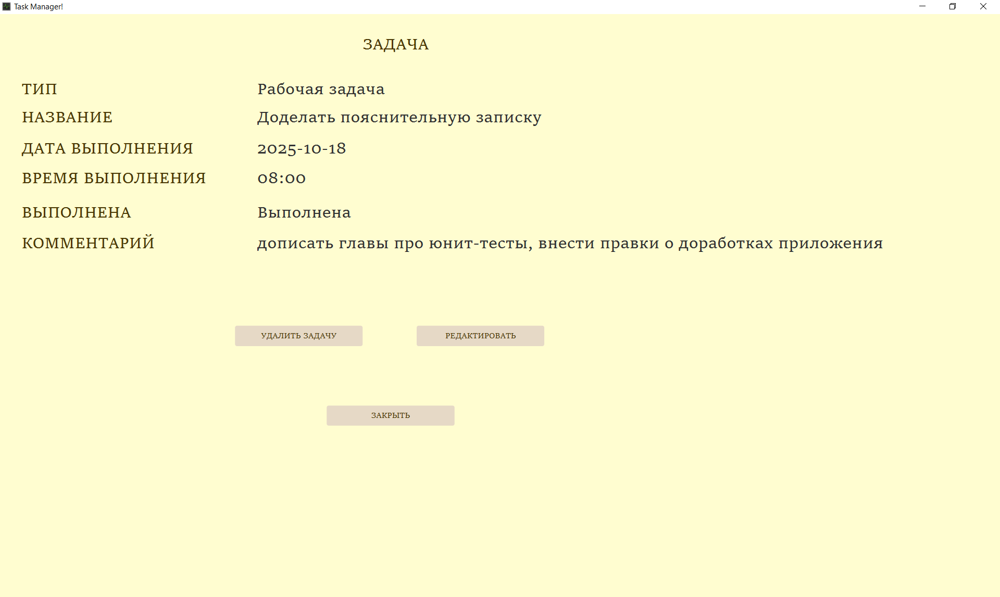 Task Manager!
ЗАДАЧА
ТИП Рабочая задача
НАЗВАНИЕ Доделать пояснительную записку
ДАТА ВЫПОЛНЕНИЯ 2025-10-18
ВРЕМЯ ВЫПОЛНЕНИЯ 08:00
ВЫПОЛНЕНА Выполнена
КОММЕНТАРИЙ дописать главы про юнит-тесты, внести правки о доработках приложения
УДАЛИТЬ ЗАДАЧУ РЕДАКТИРОВАТЬ
ЗАКРЫТЬ